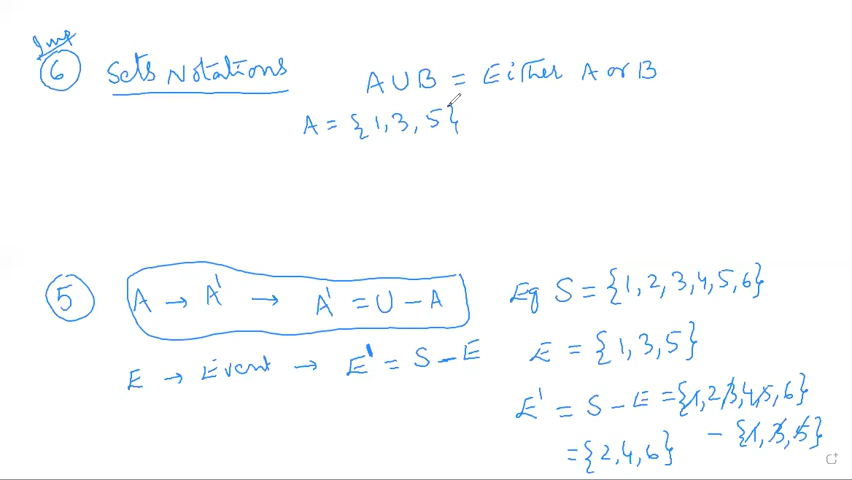 Imp
6 Sets Notations A ∪ B = Either A or B
A = {1, 3, 5}
5 A → A' → A' = U - A
Eg S = {1, 2, 3, 4, 5, 6}
E → Event → E' = S - E
E = {1, 3, 5}
E' = S - E = {1, 2, 3, 4, 5, 6}
- {1, 3, 5}
= {2, 4, 6}